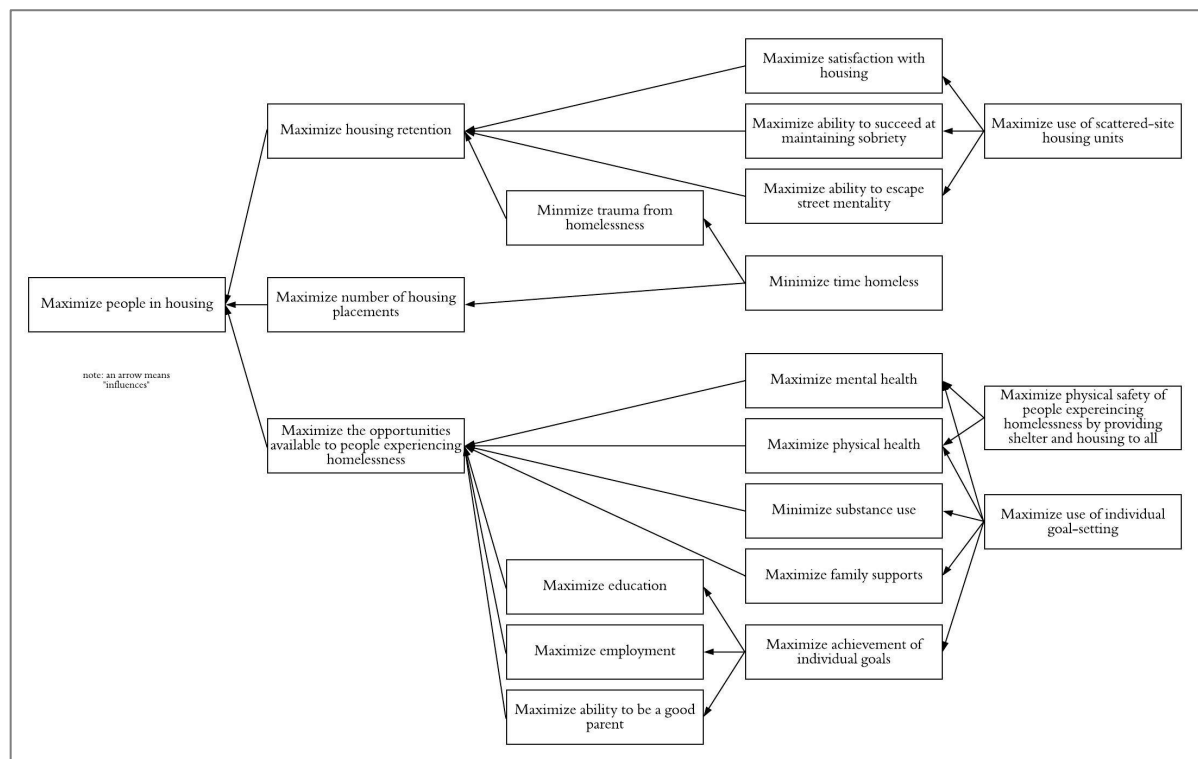 Maximize satisfaction with
housing
Maximize housing retention
Maximize ability to succeed at
maintaining sobriety
Maximize use of scattered-site
housing units
Maximize ability to escape
street mentality
Minmize trauma from
homelessness
Maximize people in housing
Maximize number of housing
placements
Minimize time homeless
note: an arrow means
"influences"
Maximize mental health
Maximize physical safety of
people expereincing
homelessness by providing
shelter and housing to all
Maximize the opportunities
available to people experiencing
homelessness
Maximize physical health
Minimize substance use
Maximize use of individual
goal-setting
Maximize family supports
Maximize education
Maximize employment
Maximize achievement of
individual goals
Maximize ability to be a good
parent